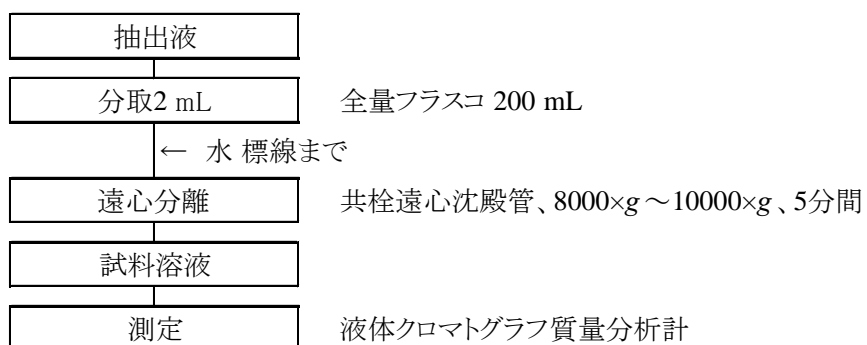 抽出液
分取2 mL 全量フラスコ 200 mL
← 水 標線まで
遠心分離 共栓遠心沈殿管、8000×g~10000×g、5分間
試料溶液
測定 液体クロマトグラフ質量分析計